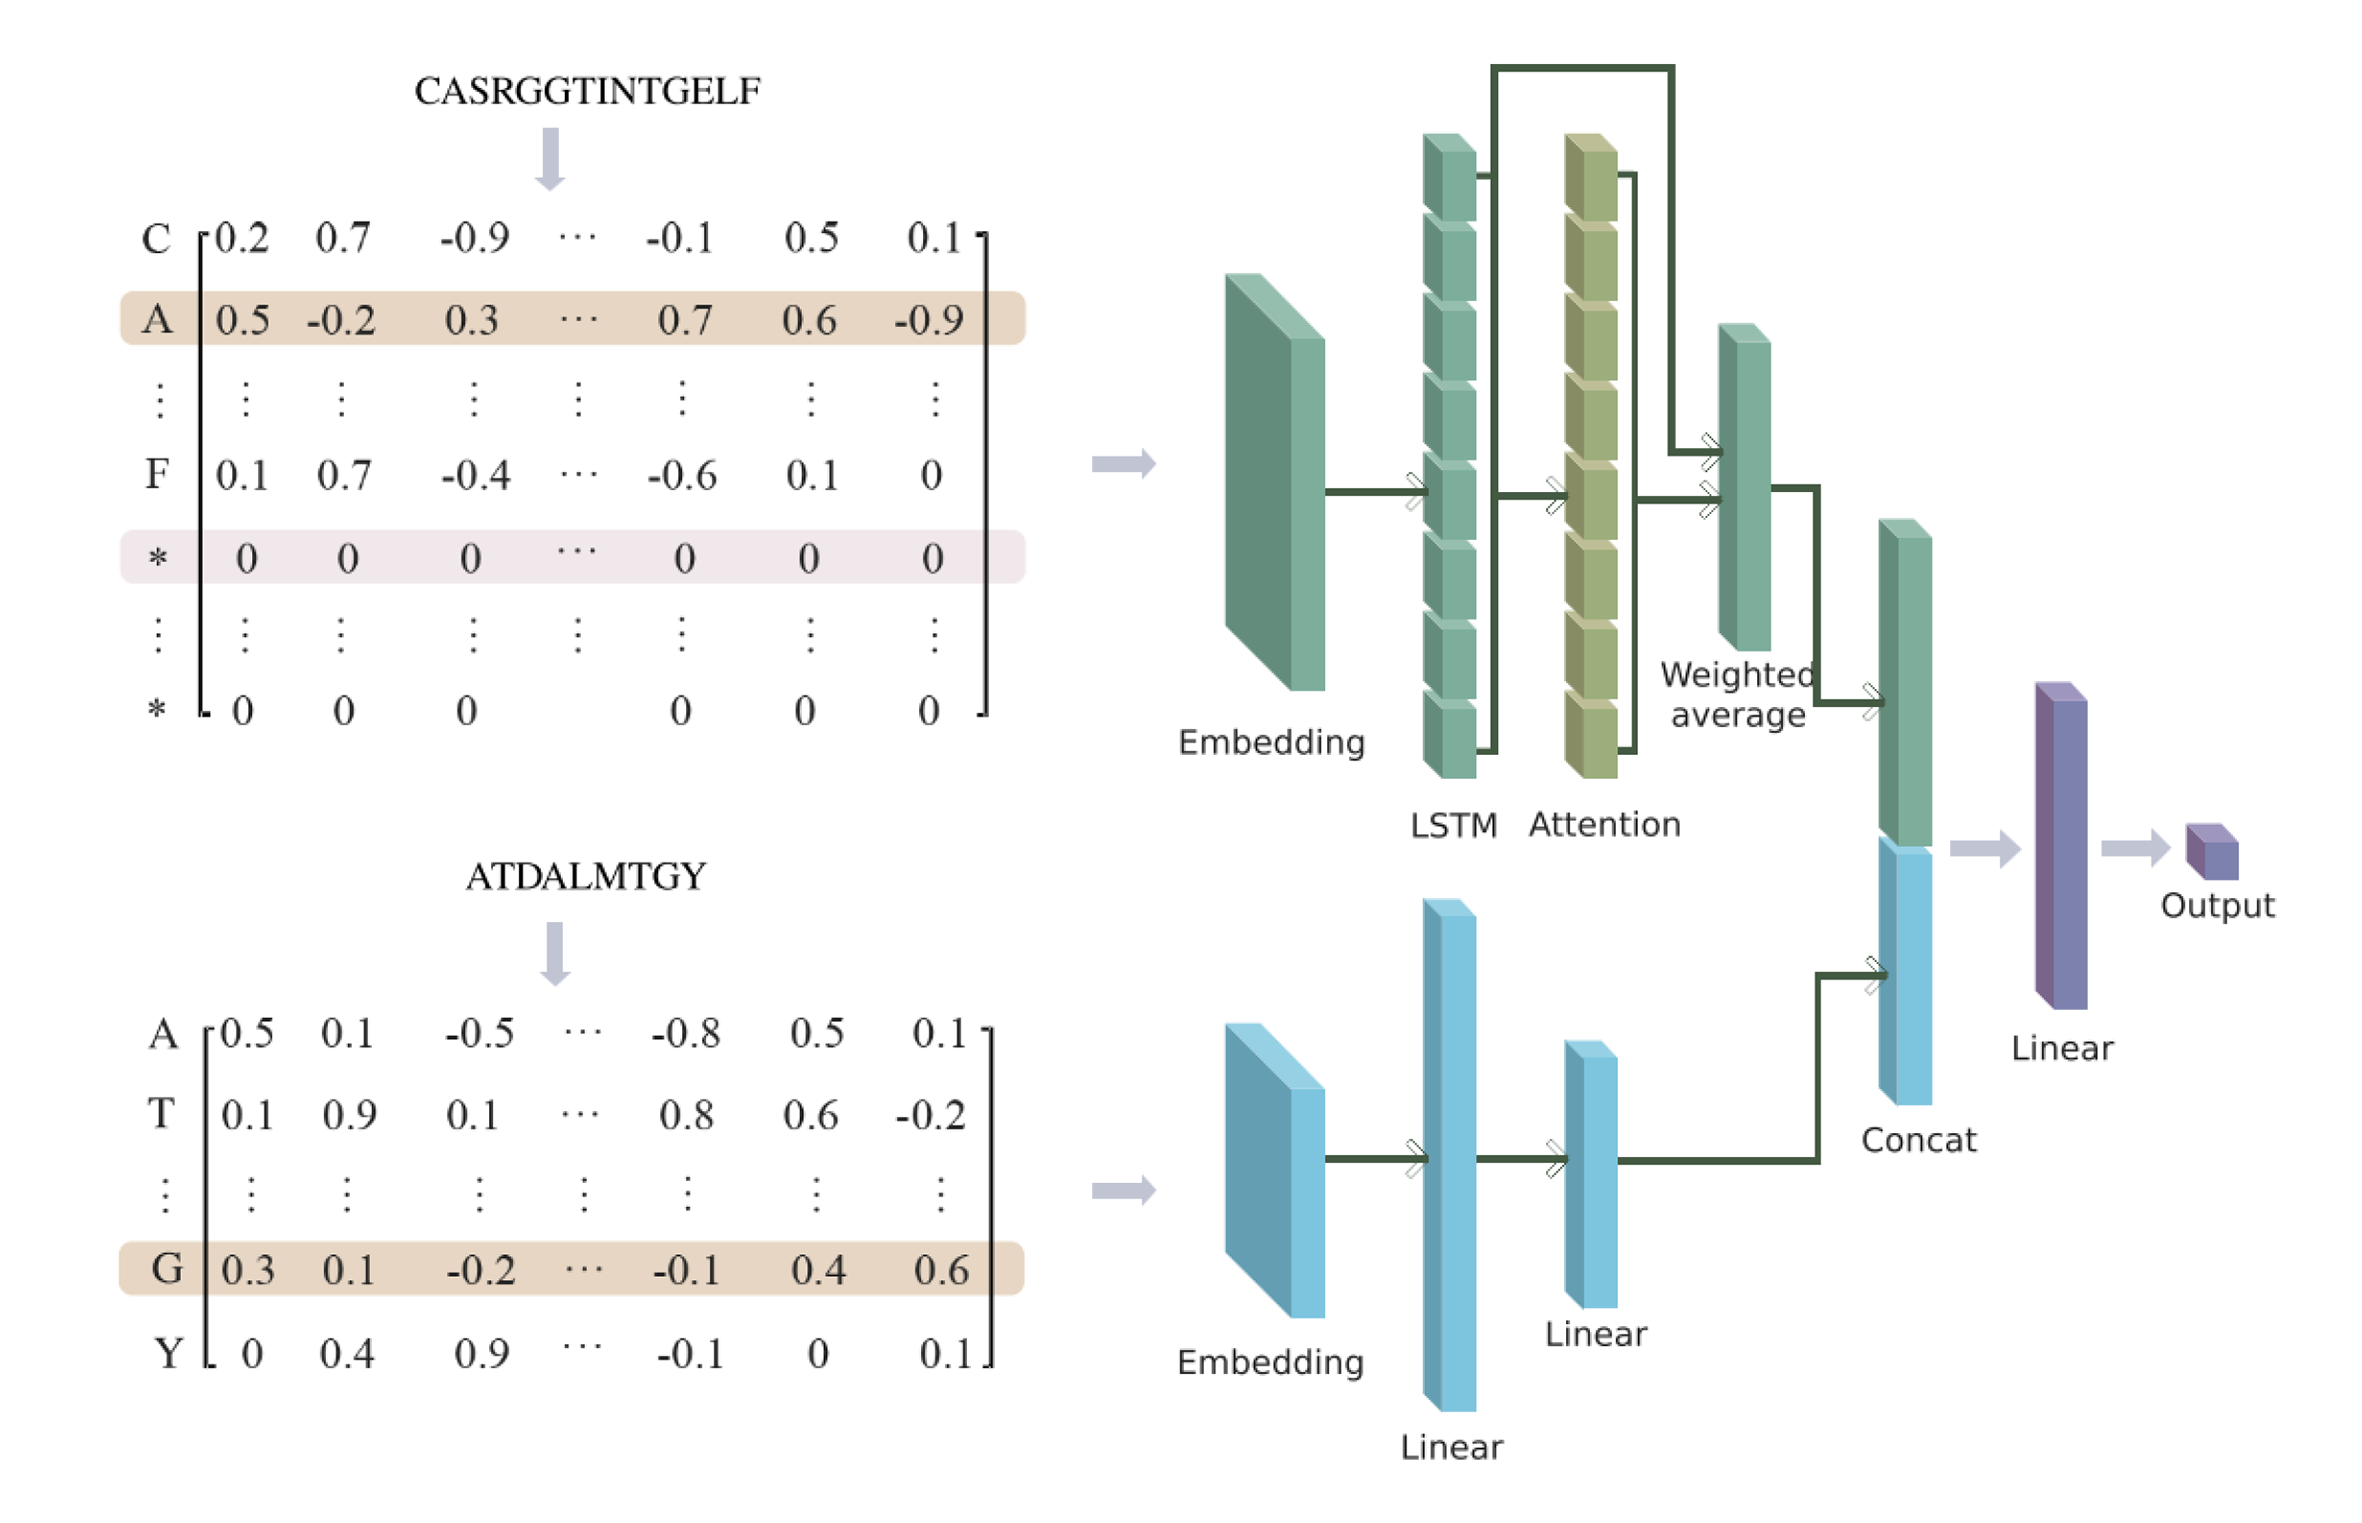 CASRGGTINTGELF
C 0.2 0.7 -0.9 ⋯ -0.1 0.5 0.1
A 0.5 -0.2 0.3 ⋯ 0.7 0.6 -0.9
⋮ ⋮ ⋮ ⋮ ⋮ ⋮ ⋮ ⋮
F 0.1 0.7 -0.4 ⋯ -0.6 0.1 0
* 0 0 0 ⋯ 0 0 0
⋮ ⋮ ⋮ ⋮ ⋮ ⋮ ⋮ ⋮
* 0 0 0 0 0 0
Embedding
LSTM
Attention
Weighted
average
ATDALMTGY
A 0.5 0.1 -0.5 ⋯ -0.8 0.5 0.1
T 0.1 0.9 0.1 ⋯ 0.8 0.6 -0.2
⋮ ⋮ ⋮ ⋮ ⋮ ⋮ ⋮ ⋮
G 0.3 0.1 -0.2 ⋯ -0.1 0.4 0.6
Y 0 0.4 0.9 ⋯ -0.1 0 0.1
Embedding
Linear
Linear
Concat
Linear
Output